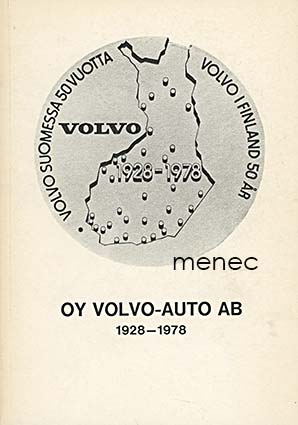 VOLVO SUOMESSA 50 VUOTTA
VOLVO I FINLAND 50 ÅR
VOLVO
1928-1978
menec
OY VOLVO-AUTO AB
1928—1978